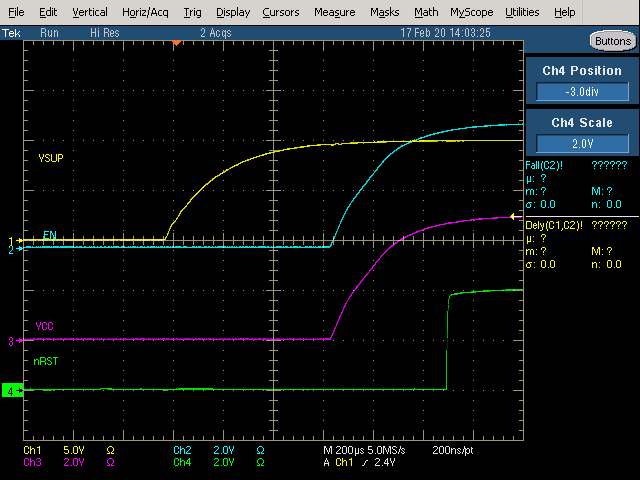 File Edit Vertical Horiz/Acq Trig Display Cursors Measure Masks Math MyScope Utilities Help
Tek Run Hi Res 2 Acqs 17 Feb 20 14:03:25 Buttons
Ch4 Position
-3.0div
Ch4 Scale
2.0V
VSUP
Fall(C2)! ??????
µ: ?
m: ? M: ?
σ: 0.0 n: 0.0
Dely(C1,C2)! ??????
µ: ?
m: ? M: ?
σ: 0.0 n: 0.0
EN
1
2
VCC
3
nRST
4
Ch1 5.0V Ω Ch2 2.0V Ω M 200µs 5.0MS/s 200ns/pt
Ch3 2.0V Ω Ch4 2.0V Ω A Ch1 ∕ 2.4V